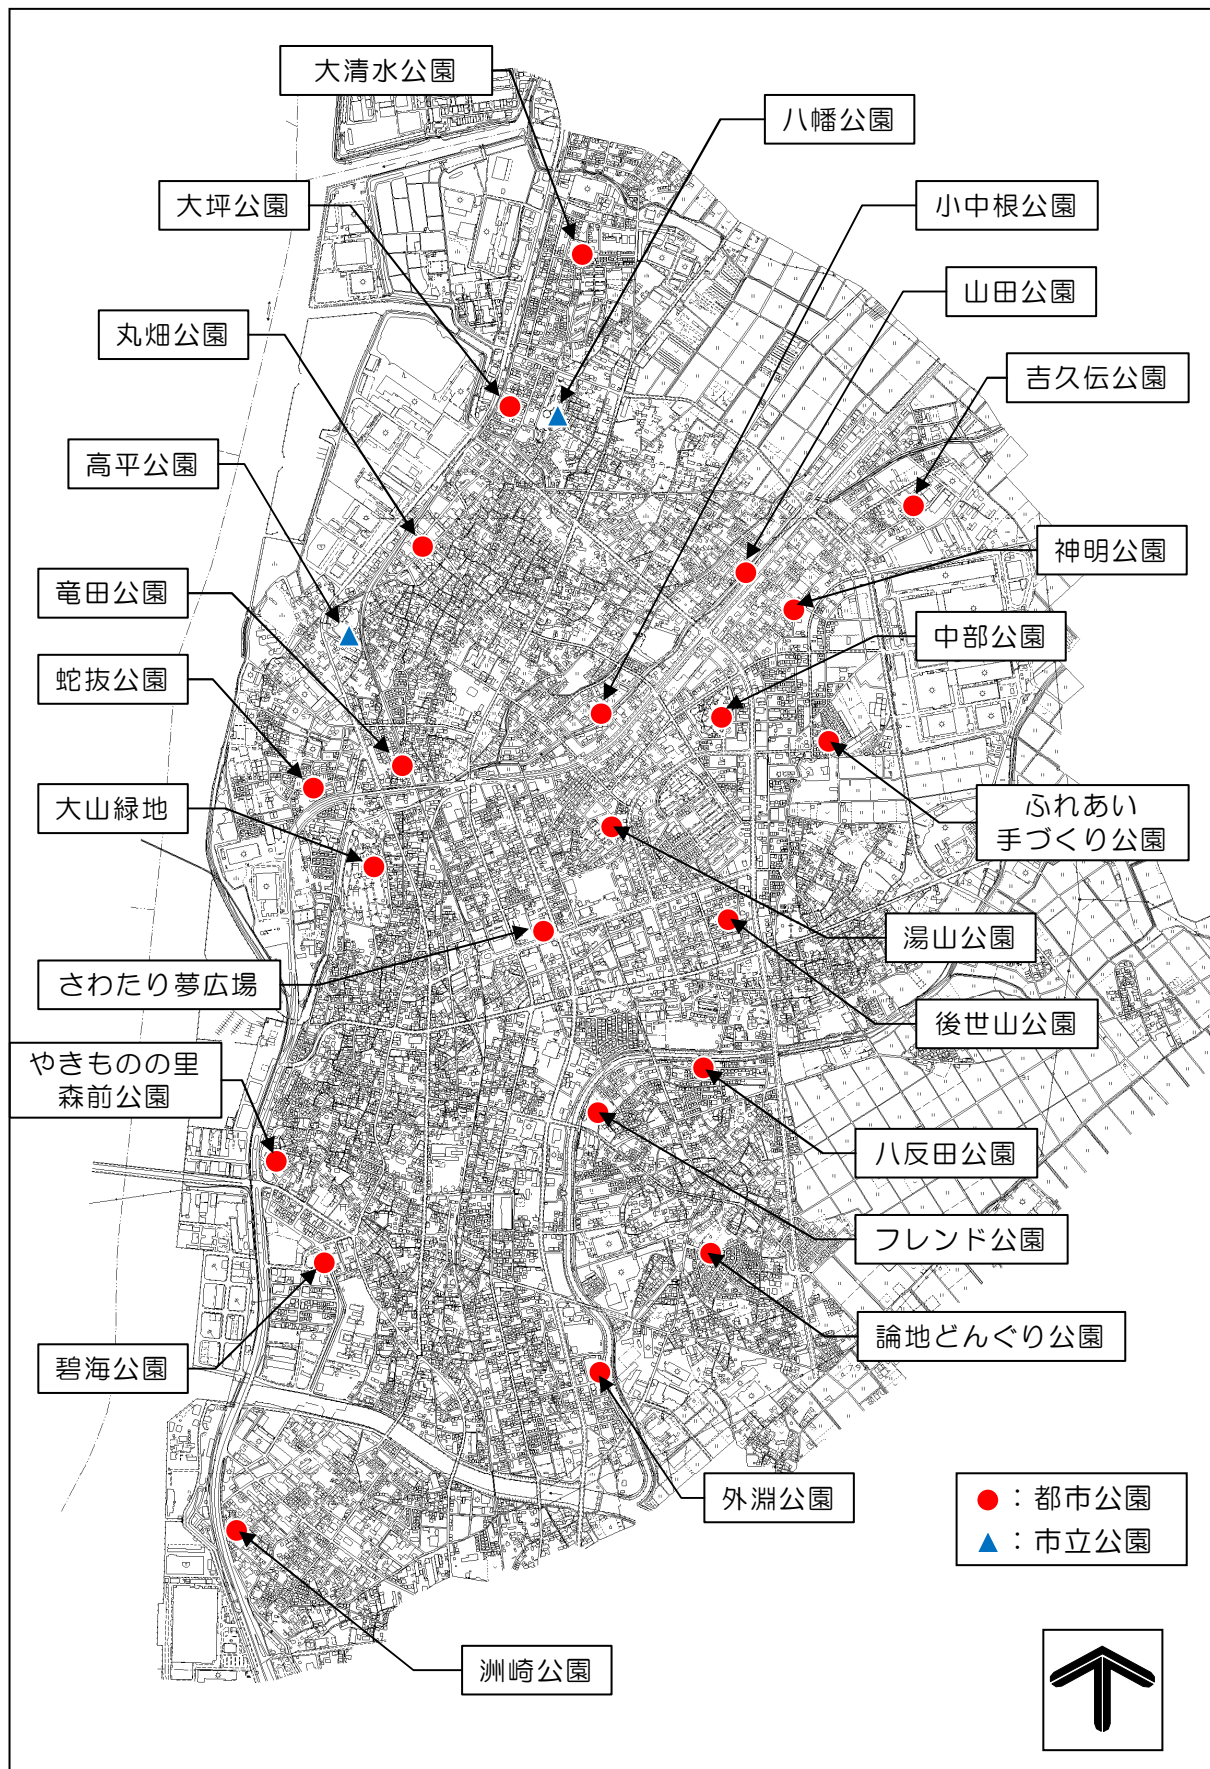 大清水公園
八幡公園
大坪公園
小中根公園
山田公園
丸畑公園
吉久伝公園
高平公園
神明公園
竜田公園
中部公園
蛇抜公園
大山緑地
ふれあい
手づくり公園
湯山公園
さわたり夢広場
後世山公園
やきものの里
森前公園
八反田公園
フレンド公園
論地どんぐり公園
碧海公園
外淵公園
●：都市公園
▲：市立公園
洲崎公園